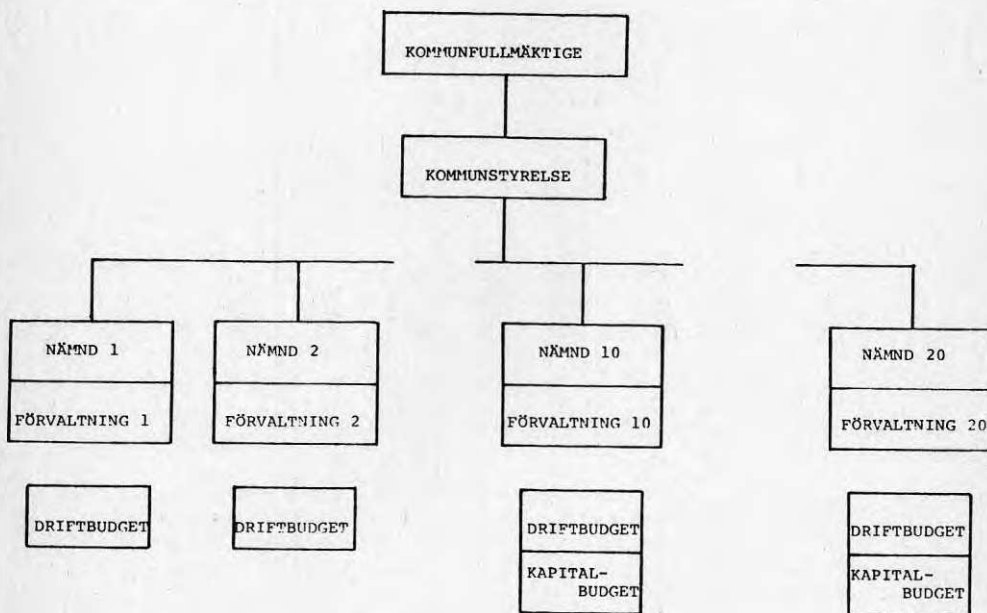 KOMMUNFULLMÄKTIGE
KOMMUNSTYRELSE
NÄMND 1
FÖRVALTNING 1
NÄMND 2
FÖRVALTNING 2
NÄMND 10
FÖRVALTNING 10
NÄMND 20
FÖRVALTNING 20
DRIFTBUDGET
DRIFTBUDGET
DRIFTBUDGET
KAPITAL-
BUDGET
DRIFTBUDGET
KAPITAL-
BUDGET